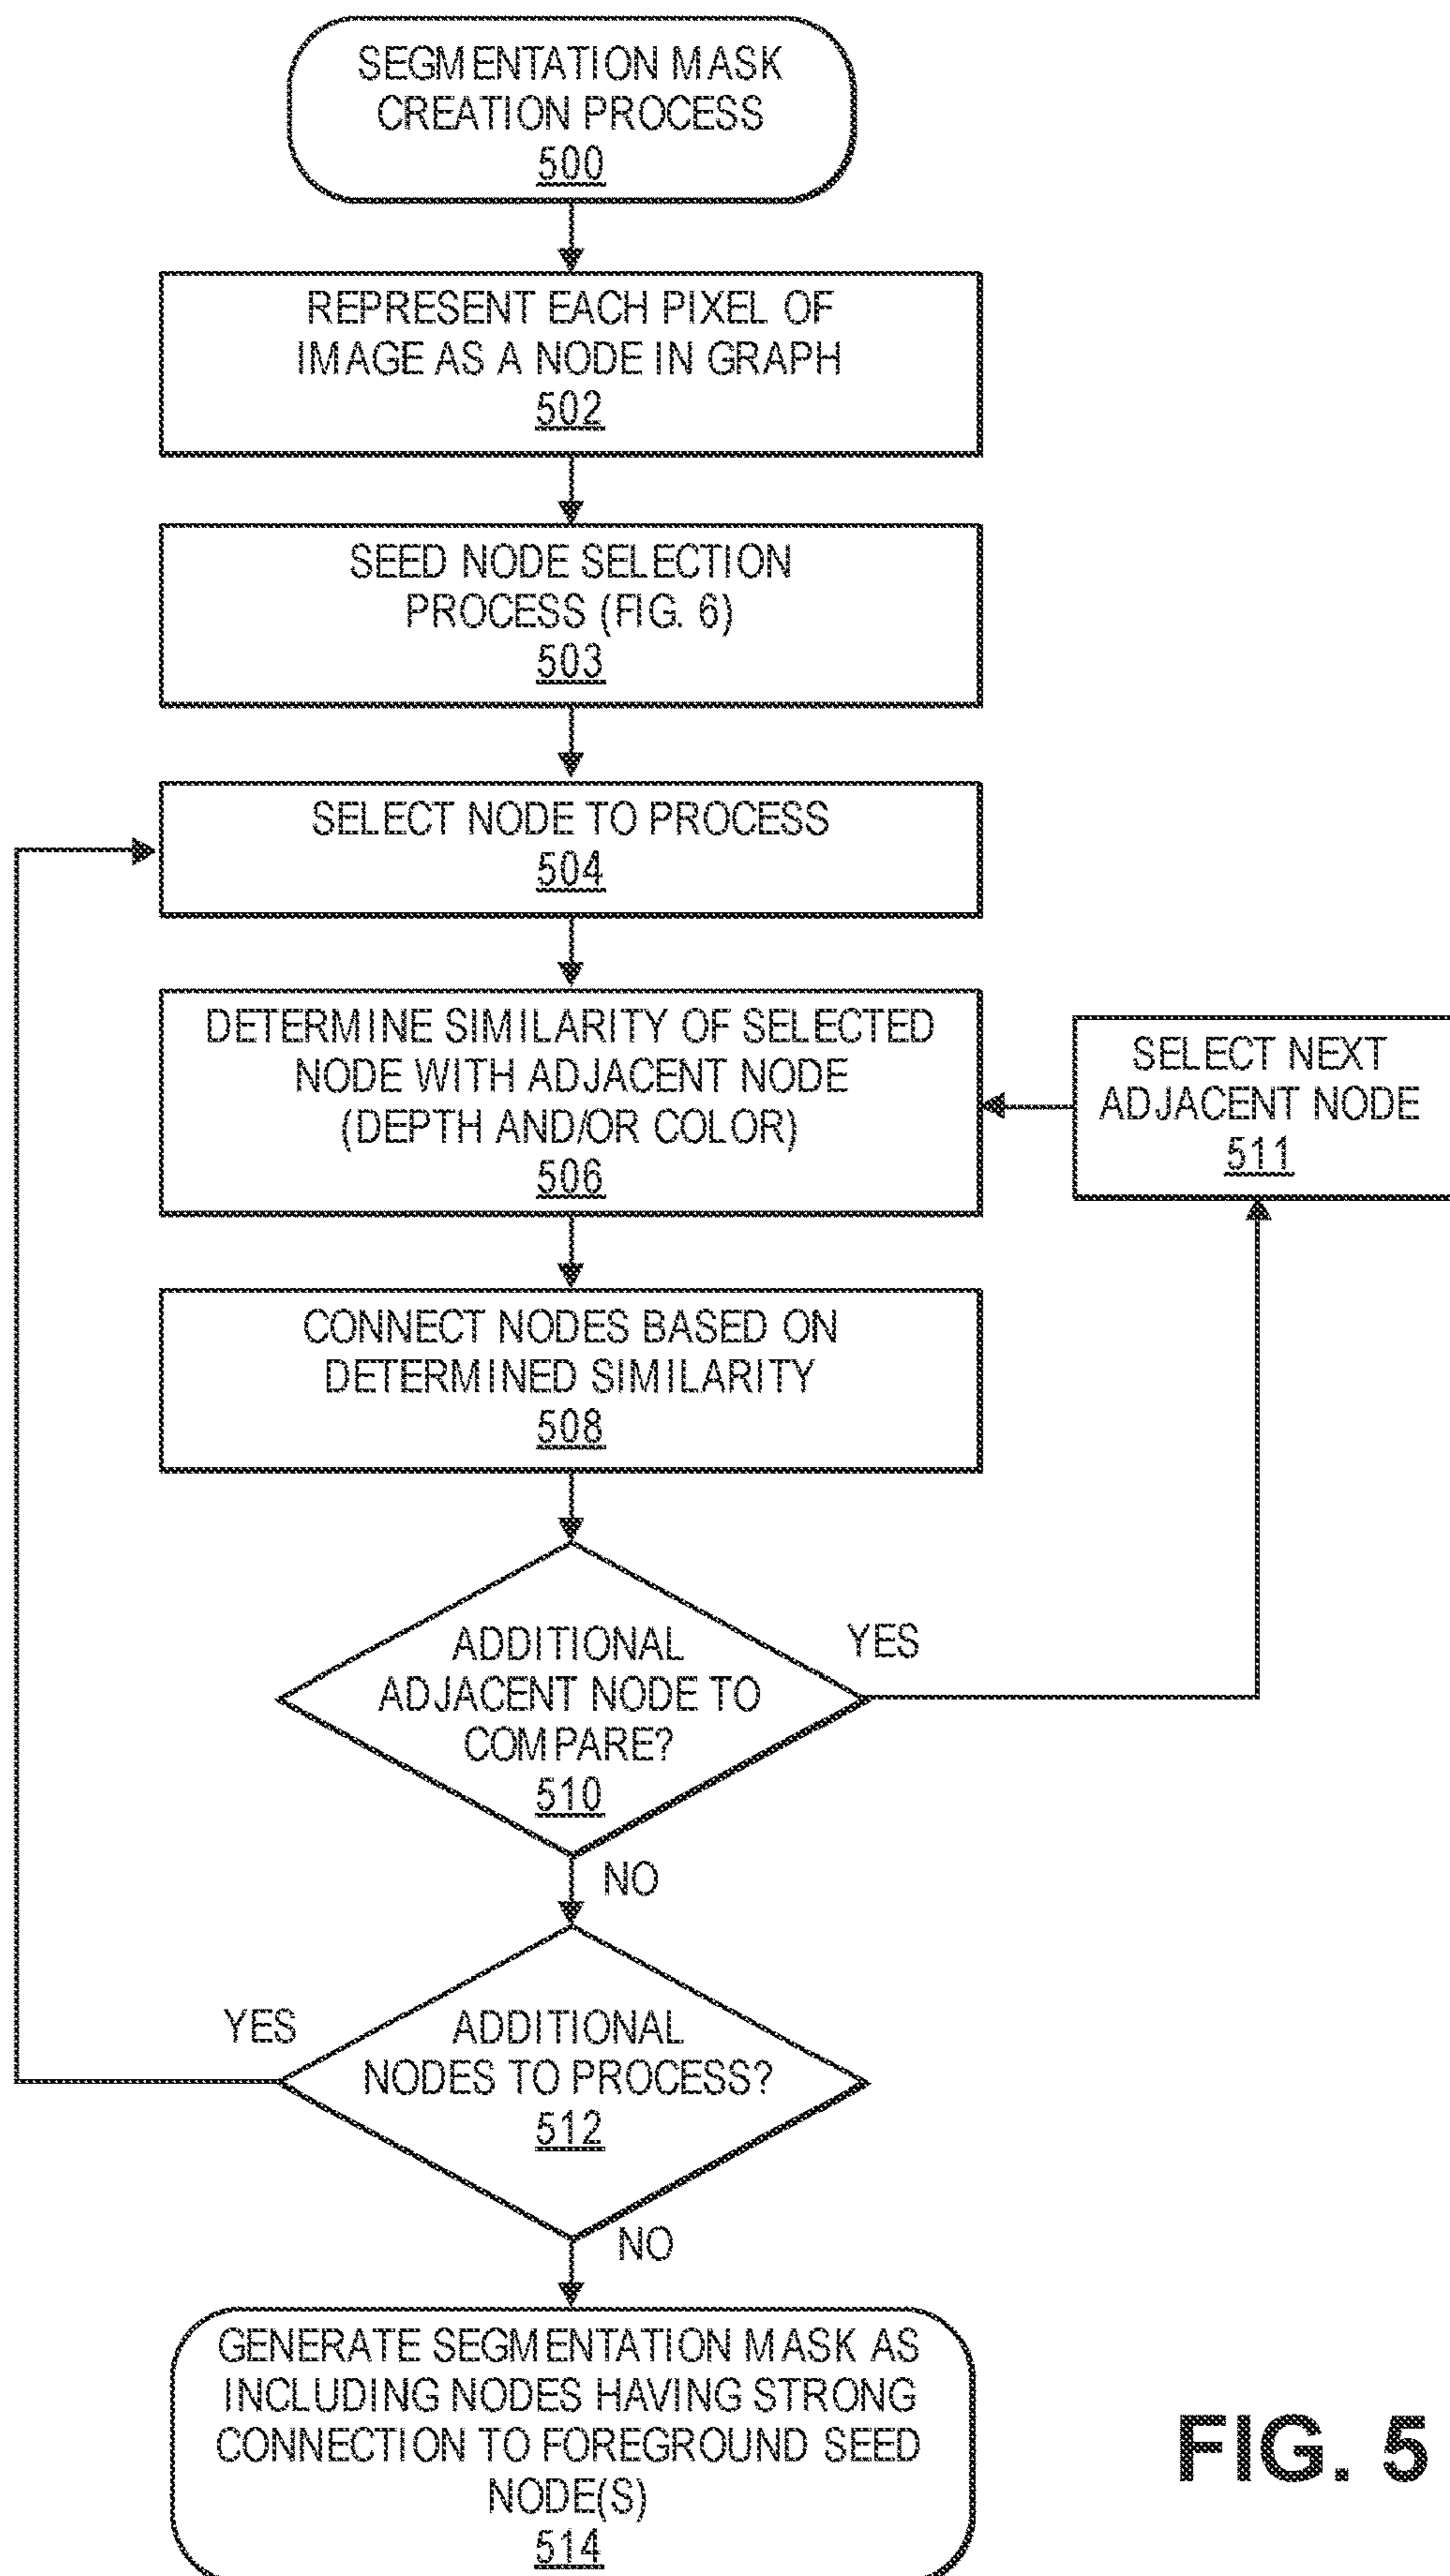 SEGMENTATION MASK
CREATION PROCESS
500
REPRESENT EACH PIXEL OF
IMAGE AS A NODE IN GRAPH
502
SEED NODE SELECTION
PROCESS (FIG. 6)
503
SELECT NODE TO PROCESS
504
DETERMINE SIMILARITY OF SELECTED
NODE WITH ADJACENT NODE
(DEPTH AND/OR COLOR)
506
SELECT NEXT
ADJACENT NODE
511
CONNECT NODES BASED ON
DETERMINED SIMILARITY
508
ADDITIONAL
ADJACENT NODE TO
COMPARE?
510
YES
NO
ADDITIONAL
NODES TO PROCESS?
512
YES
NO
GENERATE SEGMENTATION MASK AS
INCLUDING NODES HAVING STRONG
CONNECTION TO FOREGROUND SEED
NODE(S)
514
FIG. 5